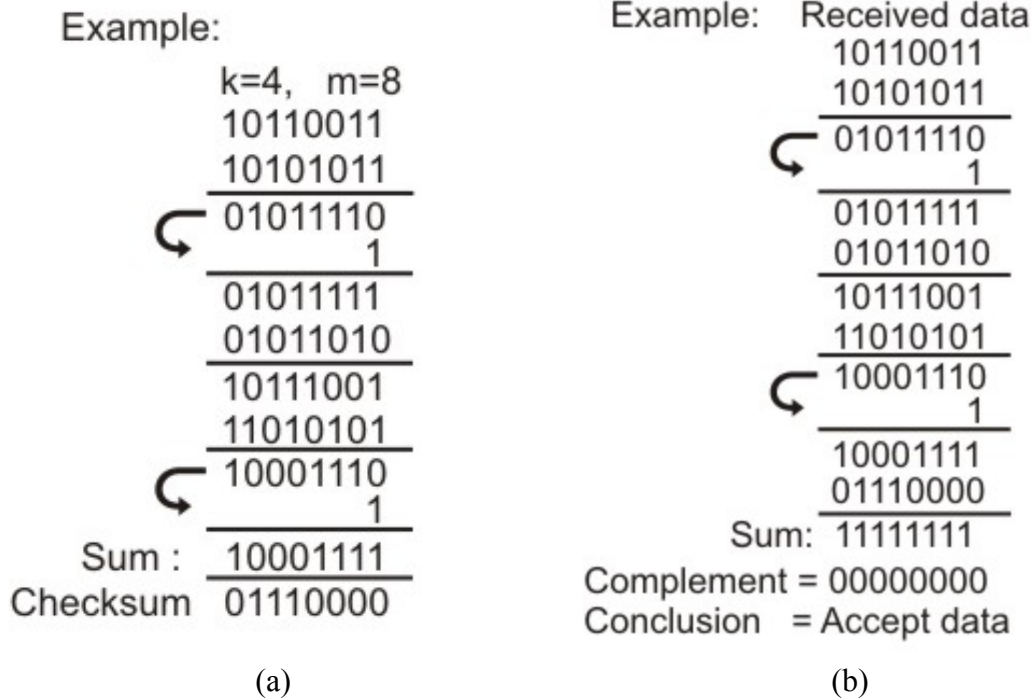 Example:
k=4, m=8
10110011
10101011
01011110
1
01011111
01011010
10111001
11010101
10001110
1
Sum : 10001111
Checksum 01110000
(a)
Example: Received data
10110011
10101011
01011110
1
01011111
01011010
10111001
11010101
10001110
1
10001111
01110000
Sum: 11111111
Complement = 00000000
Conclusion = Accept data
(b)